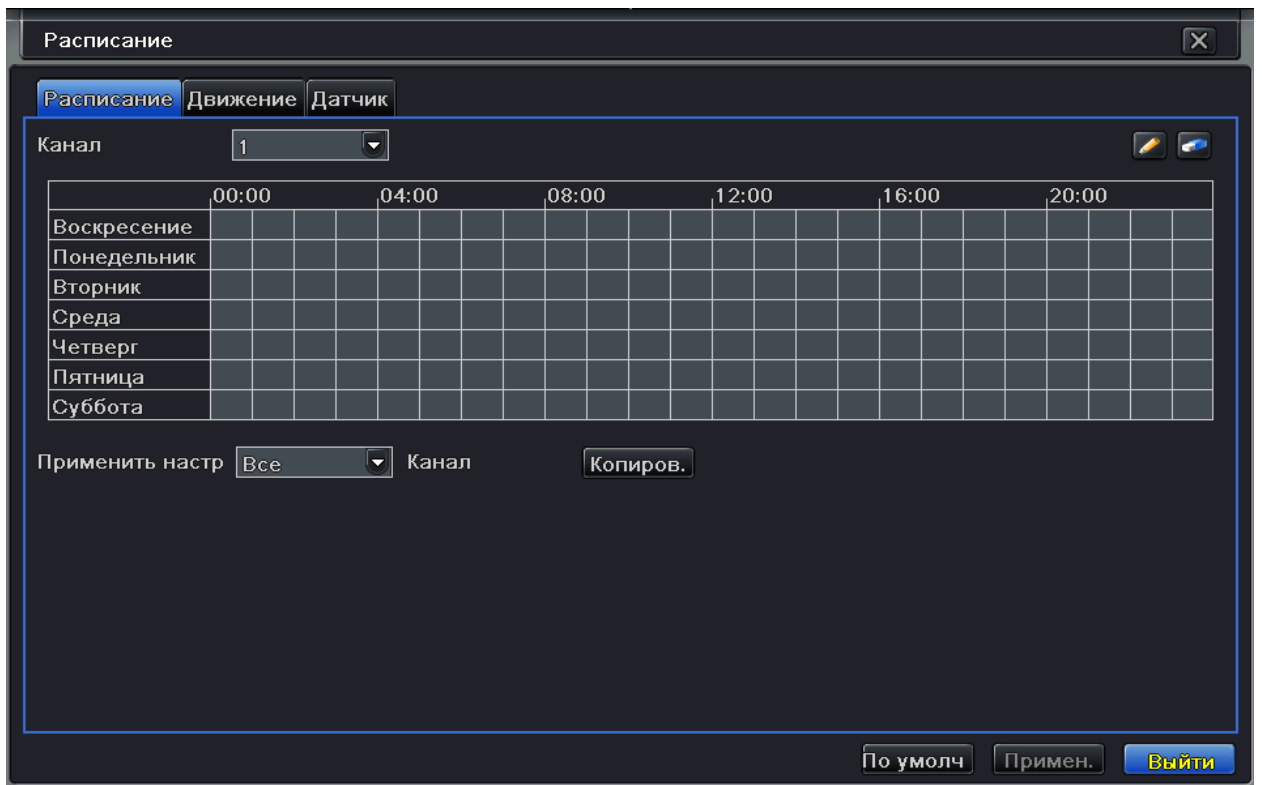 Расписание
Расписание Движение Датчик
Канал 1
00:00 04:00 08:00 12:00 16:00 20:00
Воскресение
Понедельник
Вторник
Среда
Четверг
Пятница
Суббота
Применить настр Все Канал Копиров.
По умолч Примен. Выйти